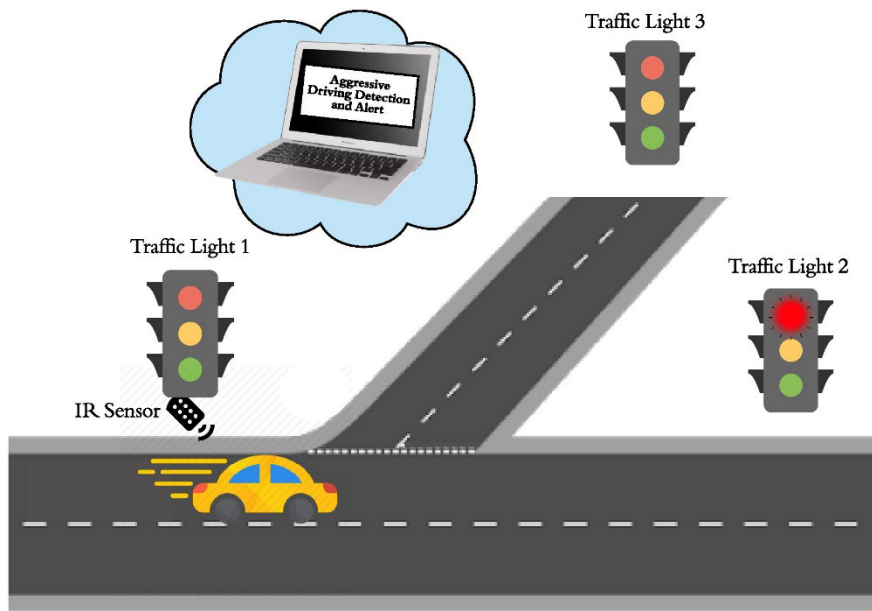 Traffic Light 3
Aggressive
Driving Detection
and Alert
Traffic Light 1
Traffic Light 2
IR Sensor